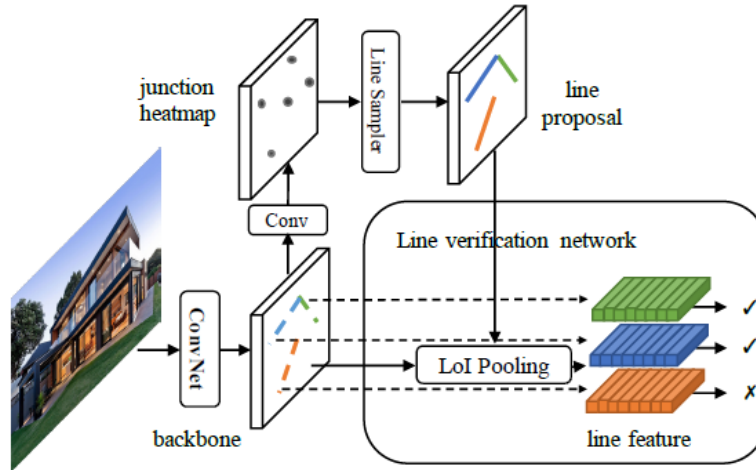 junction
heatmap
Line Sampler
line
proposal
Conv
Line verification network
ConvNet
LoI Pooling
backbone
line feature
✓
✓
✗